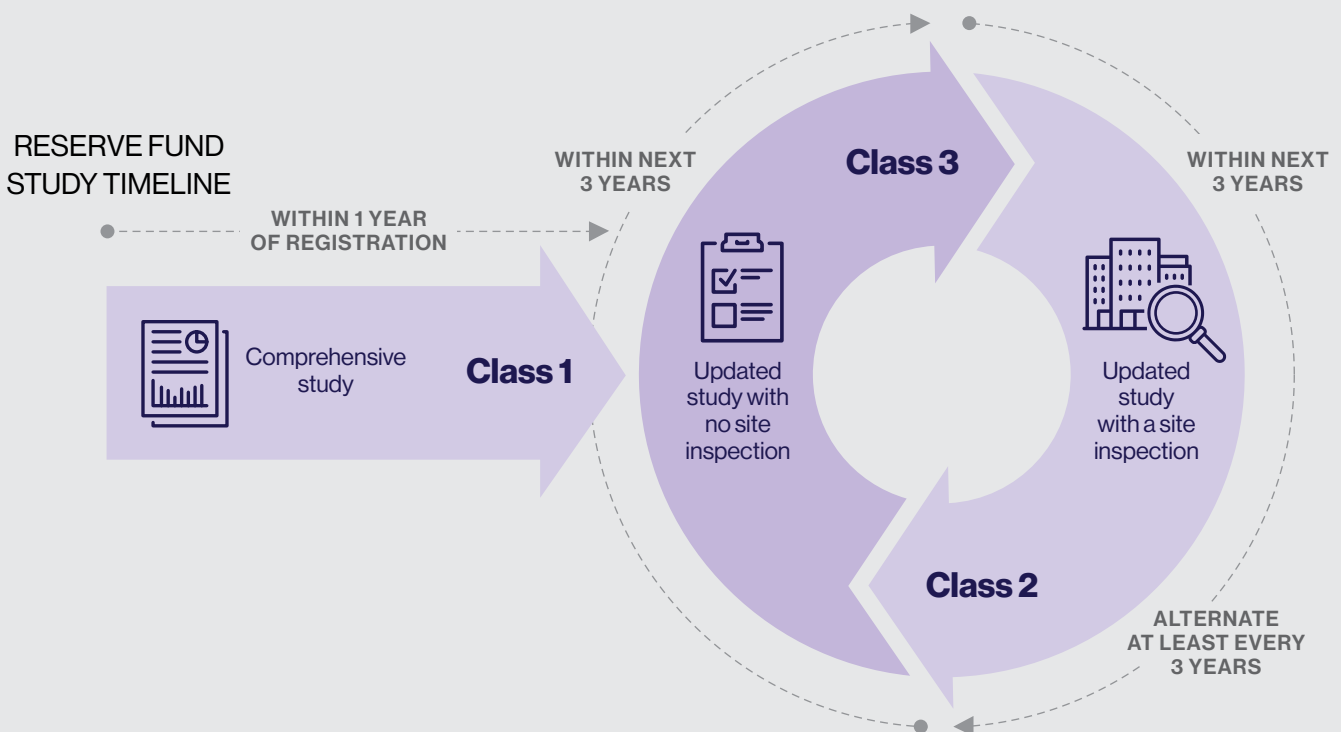 RESERVE FUND
STUDY TIMELINE
WITHIN 1 YEAR
OF REGISTRATION
Comprehensive
study
Class 1
WITHIN NEXT
3 YEARS
Class 3
Updated
study with
no site
inspection
WITHIN NEXT
3 YEARS
Updated
study
with a site
inspection
Class 2
ALTERNATE
AT LEAST EVERY
3 YEARS